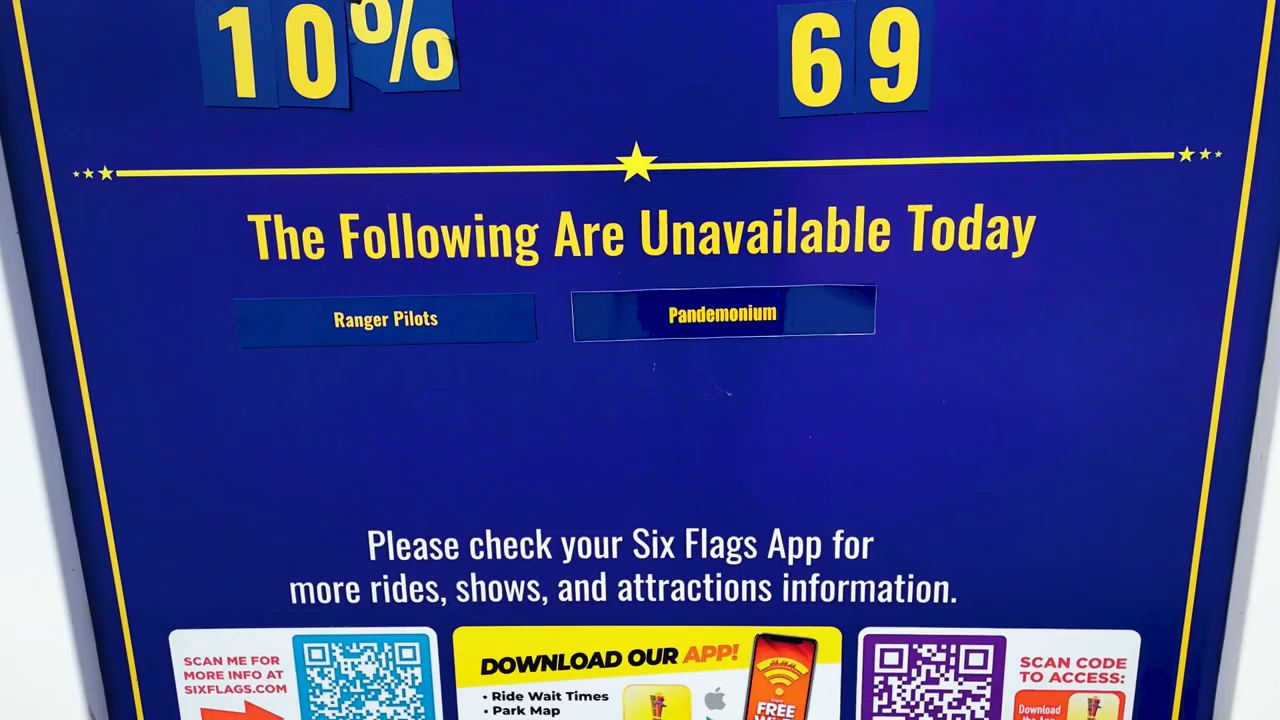 10% 69
The Following Are Unavailable Today
Ranger Pilots Pandemonium
Please check your Six Flags App for
more rides, shows, and attractions information.
SCAN ME FOR
MORE INFO AT
SIXFLAGS.COM
DOWNLOAD OUR APP!
• Ride Wait Times
• Park Map
FREE
SCAN CODE
TO ACCESS:
Download
the App